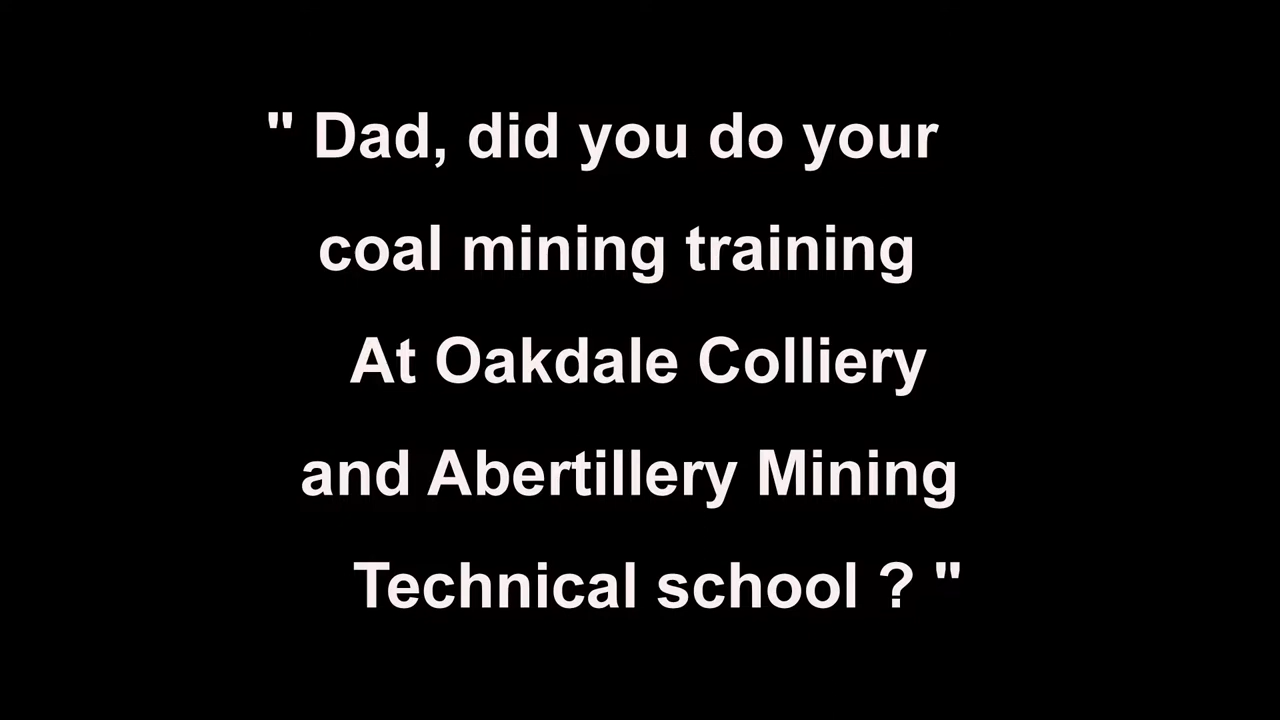 " Dad, did you do your
coal mining training
At Oakdale Colliery
and Abertillery Mining
Technical school ? "